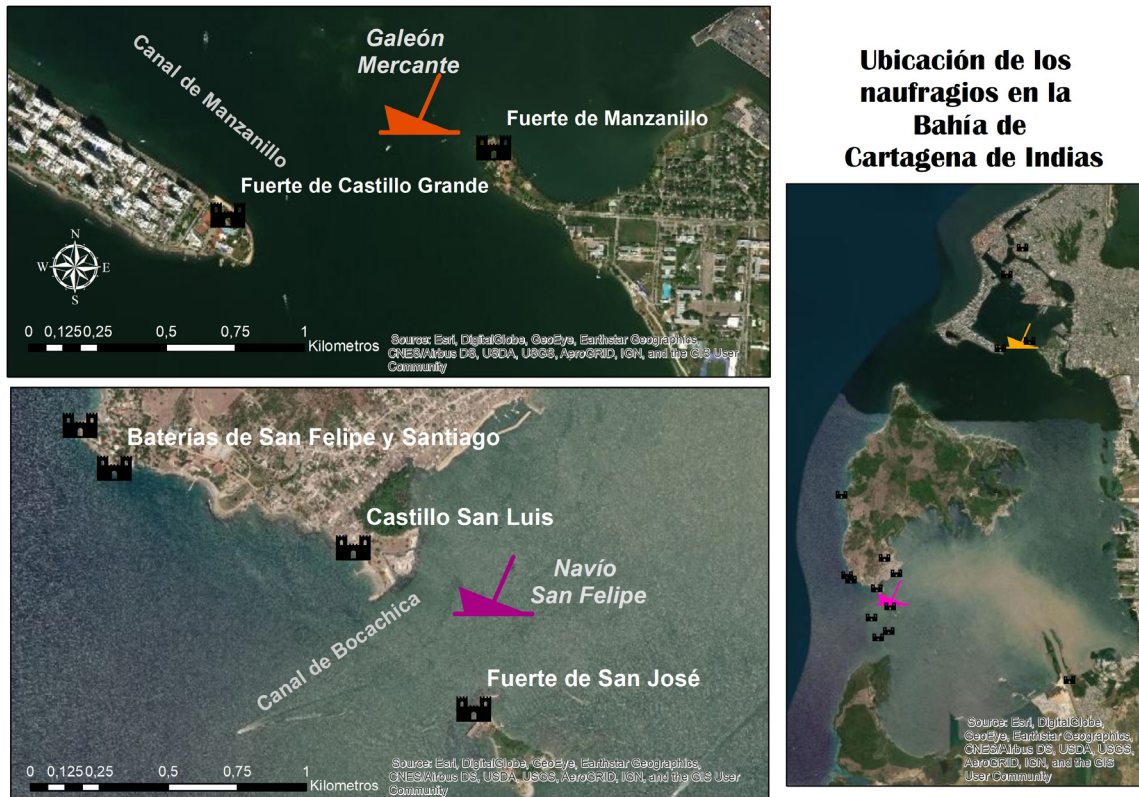 Ubicación de los
naufragios en la
Bahía de
Cartagena de Indias
Galeón
Mercante
Canal de Manzanillo
Fuerte de Manzanillo
Fuerte de Castillo Grande
N
W E
S
0 0,125 0,25 0,5 0,75 1
Kilometros
Source: Esri, DigitalGlobe, GeoEye, Earthstar Geographics,
CNES/Airbus DS, USDA, USGS, AeroGRID, IGN, and the GIS User
Community
Baterías de San Felipe y Santiago
Castillo San Luis
Navío
San Felipe
Canal de Bocachica
Fuerte de San José
0 0,125 0,25 0,5 0,75 1
Kilometros
Source: Esri, DigitalGlobe, GeoEye, Earthstar Geographics,
CNES/Airbus DS, USDA, USGS, AeroGRID, IGN, and the GIS User
Community
Source: Esri, DigitalGlobe,
GeoEye, Earthstar Geographics,
CNES/Airbus DS, USDA, USGS,
AeroGRID, IGN, and the GIS
User Community